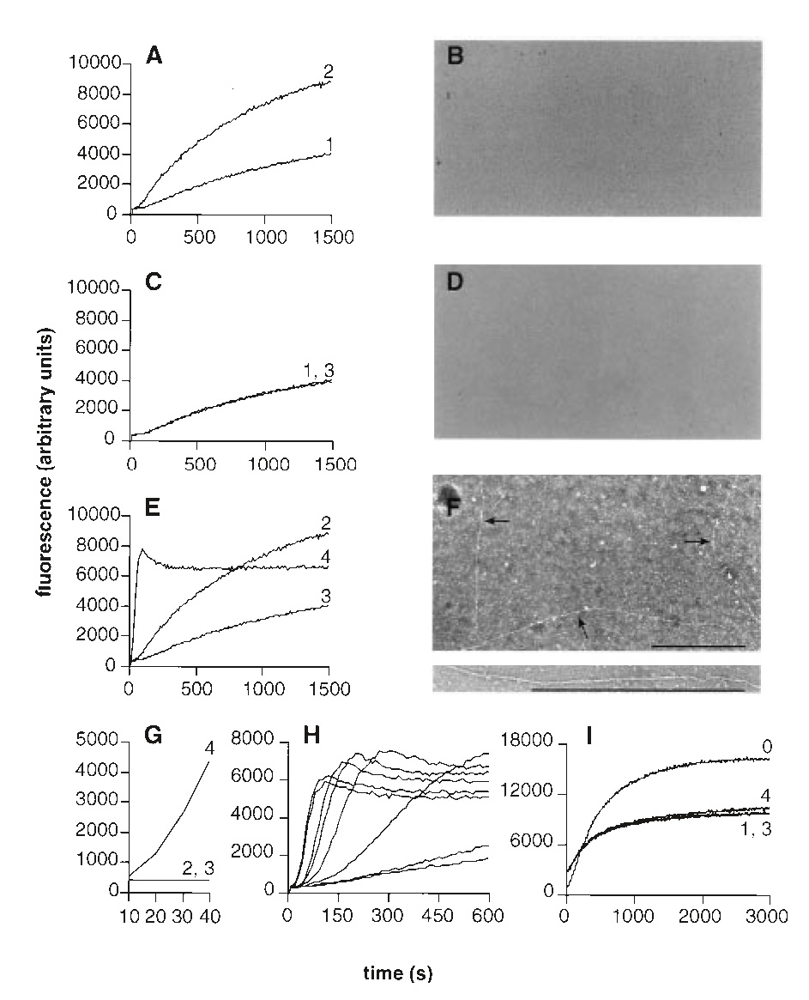 A
10000
8000
6000
4000
2000
0
2
1
0 500 1000 1500
B
C
10000
8000
6000
4000
2000
0
1, 3
0 500 1000 1500
D
E
10000
8000
6000
4000
2000
0
2
4
3
0 500 1000 1500
F
fluorescence (arbitrary units)
G
5000
4000
3000
2000
1000
0
4
2, 3
10 20 30 40
H
8000
6000
4000
2000
0
0 150 300 450 600
I
18000
12000
6000
0
0
4
1, 3
0 1000 2000 3000
time (s)